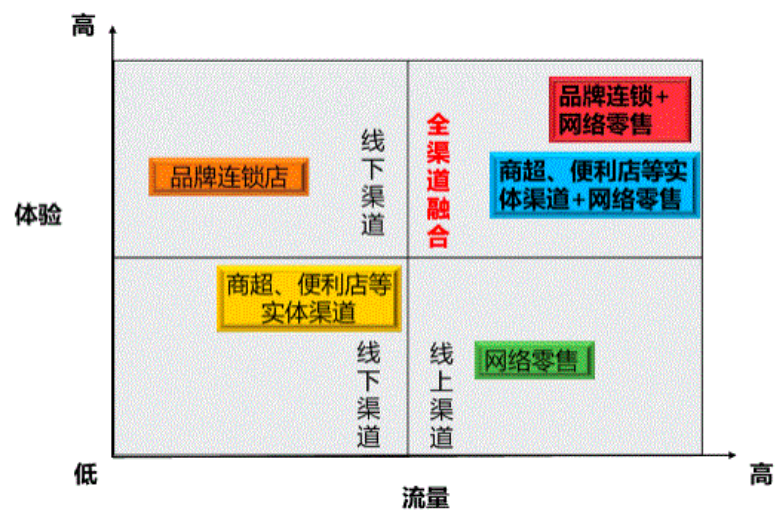 高
品牌连锁+
网络零售
线下渠道
全渠道融合
品牌连锁店
商超、便利店等实
体渠道+网络零售
体验
商超、便利店等
实体渠道
线下渠道
线上渠道
网络零售
低
流量
高